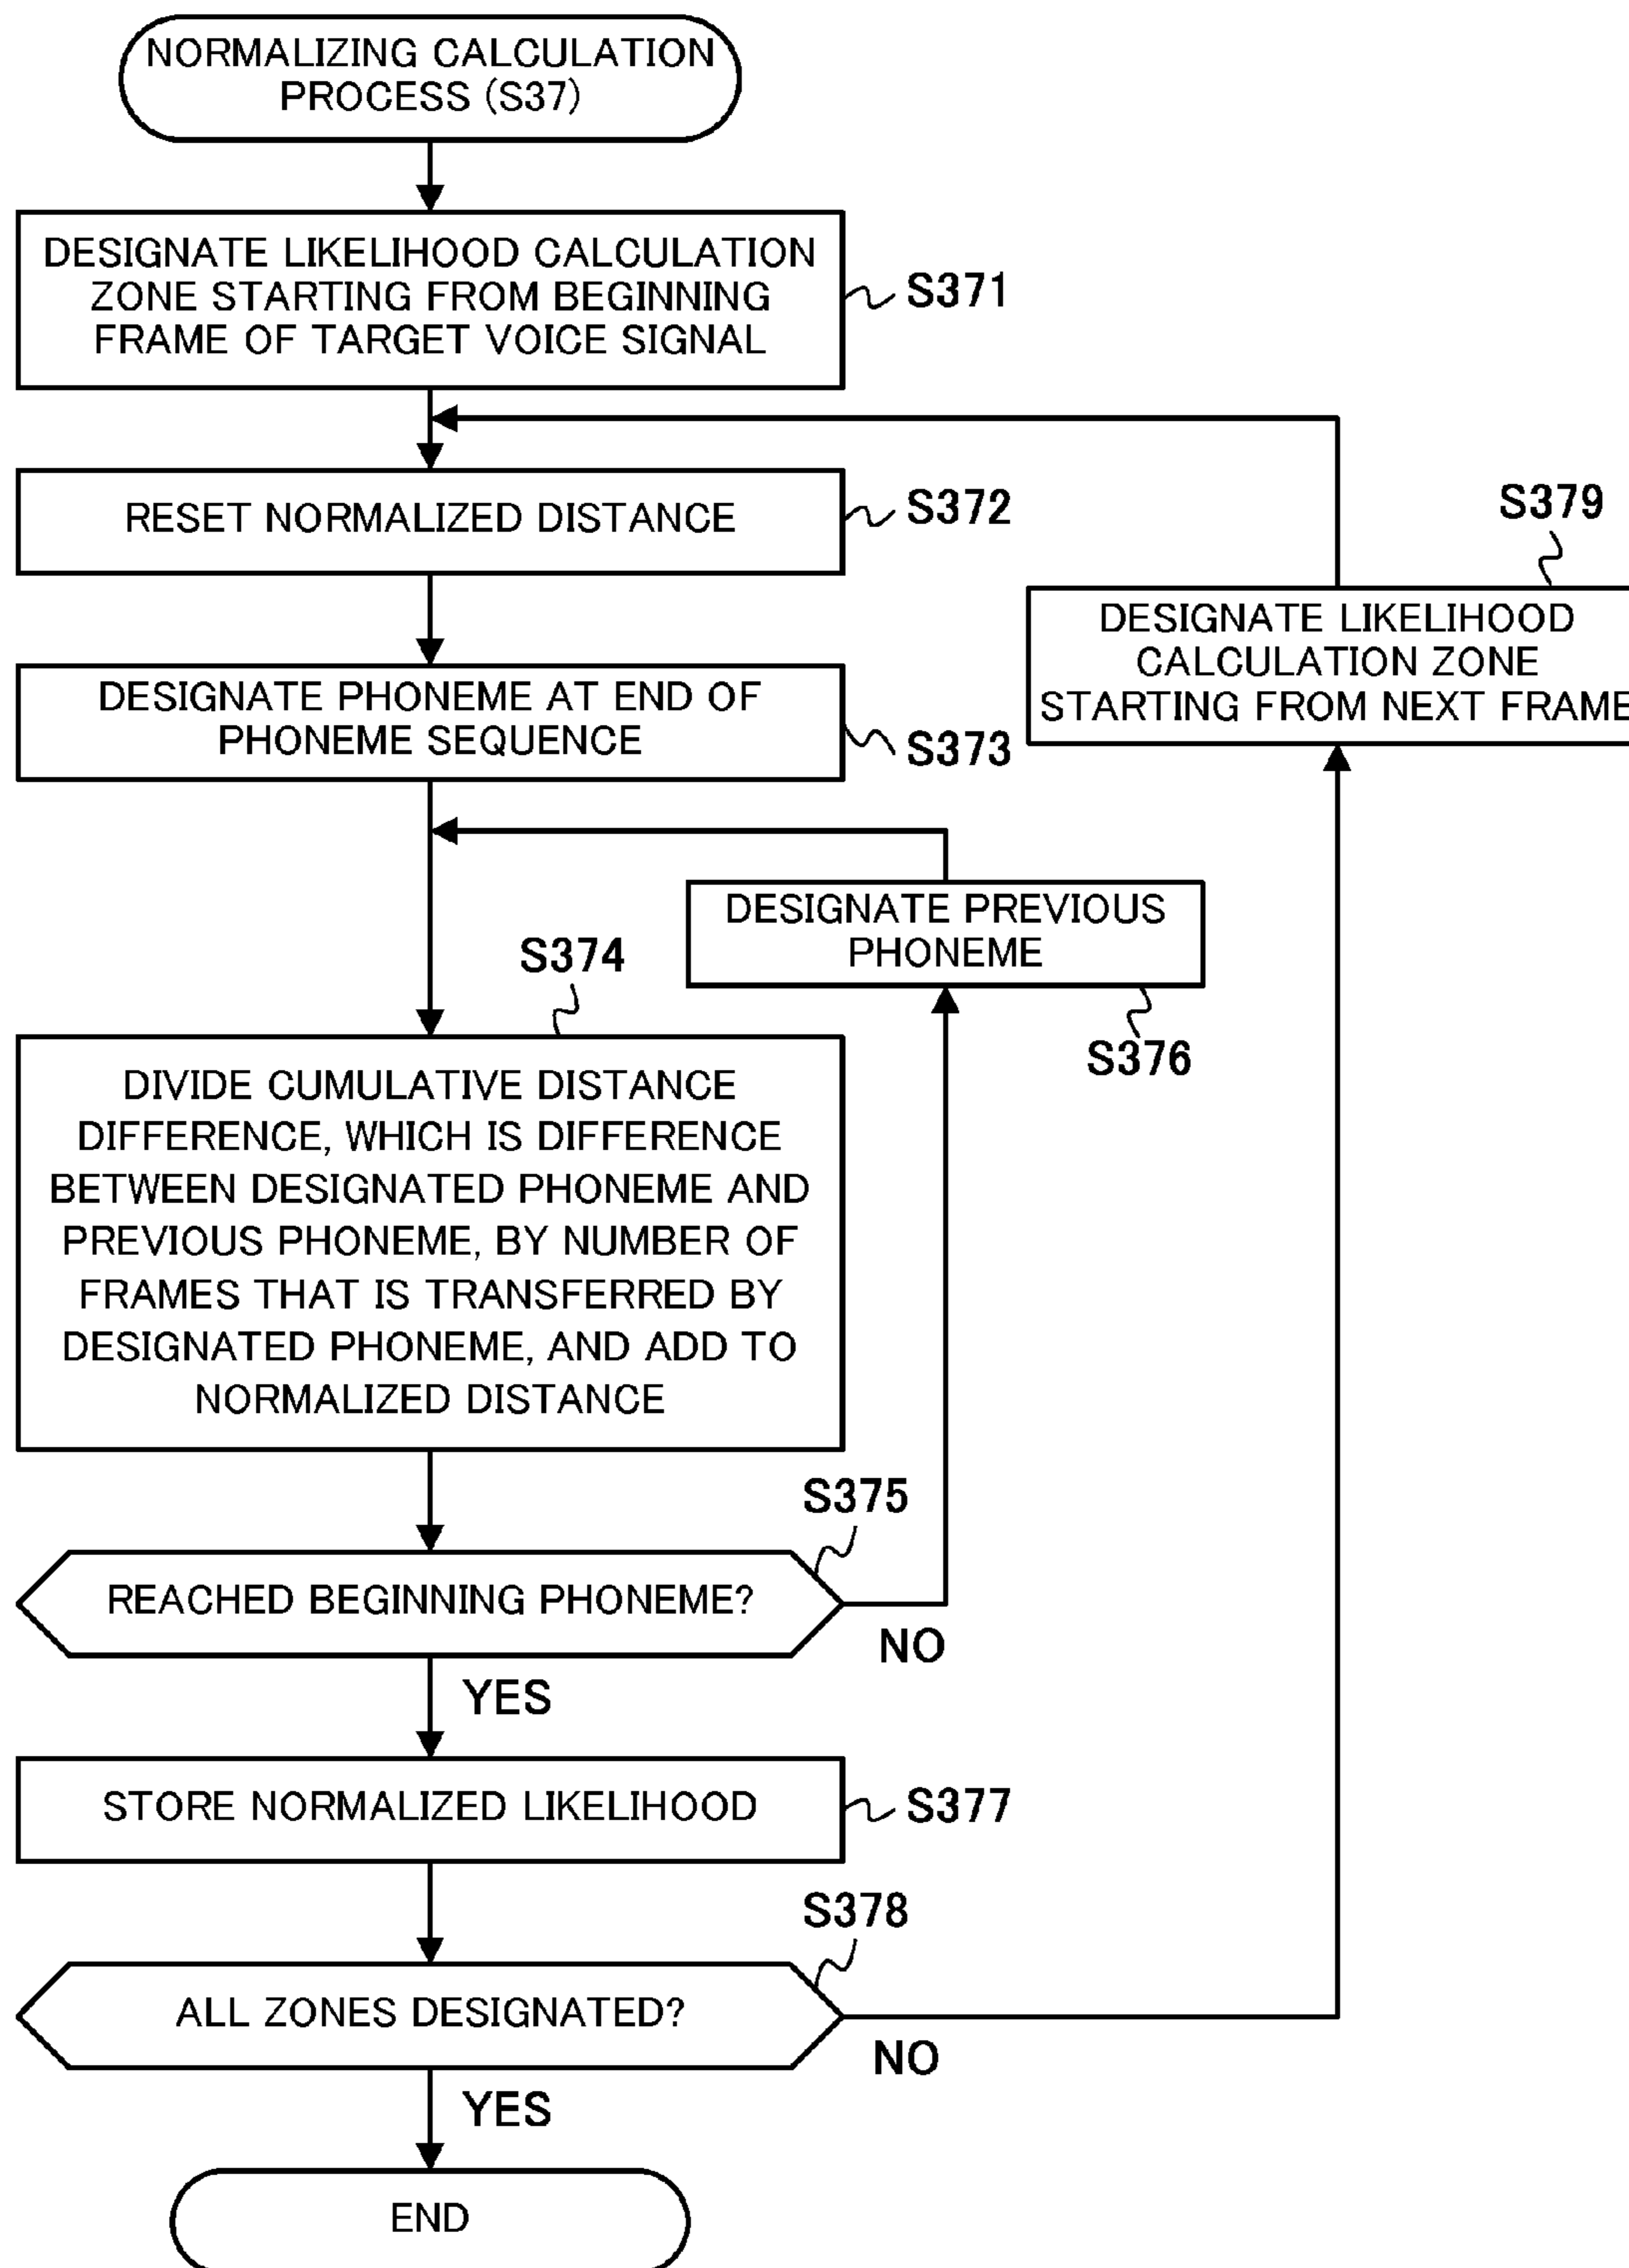 NORMALIZING CALCULATION
PROCESS (S37)
DESIGNATE LIKELIHOOD CALCULATION
ZONE STARTING FROM BEGINNING
FRAME OF TARGET VOICE SIGNAL
S371
RESET NORMALIZED DISTANCE
S372
S379
DESIGNATE LIKELIHOOD
CALCULATION ZONE
STARTING FROM NEXT FRAME
DESIGNATE PHONEME AT END OF
PHONEME SEQUENCE
S373
DESIGNATE PREVIOUS
PHONEME
S376
S374
DIVIDE CUMULATIVE DISTANCE
DIFFERENCE, WHICH IS DIFFERENCE
BETWEEN DESIGNATED PHONEME AND
PREVIOUS PHONEME, BY NUMBER OF
FRAMES THAT IS TRANSFERRED BY
DESIGNATED PHONEME, AND ADD TO
NORMALIZED DISTANCE
S375
REACHED BEGINNING PHONEME?
NO
YES
STORE NORMALIZED LIKELIHOOD
S377
S378
ALL ZONES DESIGNATED?
NO
YES
END